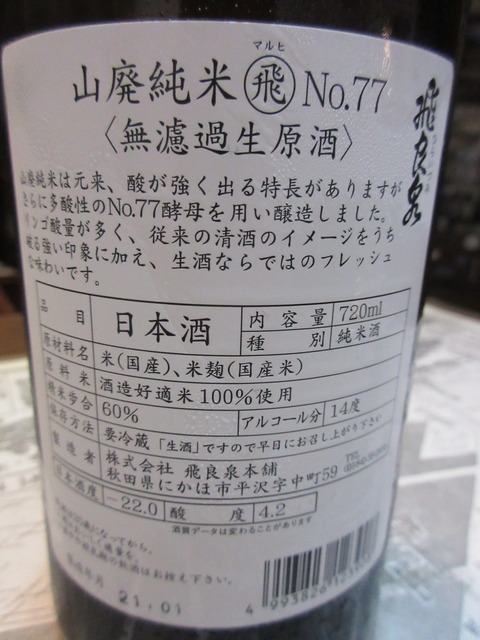 マルヒ
山廃純米 飛 No.77
〈無濾過生原酒〉
飛良泉
山廃純米は元来、酸が強く出る特長がありますが
さらに多酸性のNo.77酵母を用い醸造しました。
リンゴ酸量が多く、従来の清酒のイメージをうち
破る強い印象に加え、生酒ならではのフレッシュ
な味わいです。
品目 日本酒 内容量 720ml
種別 純米酒
原材料名 米(国産)、米麹(国産米)
原料米 酒造好適米100%使用
精米歩合 60% アルコール分 14度
保存方法 要冷蔵「生酒」ですので早目にお召し上がりください。
製造者 株式会社 飛良泉本舗
秋田県にかほ市平沢字中町59
TEL
日本酒度 −22.0 酸度 4.2
酒質データは変わることがあります
21.01